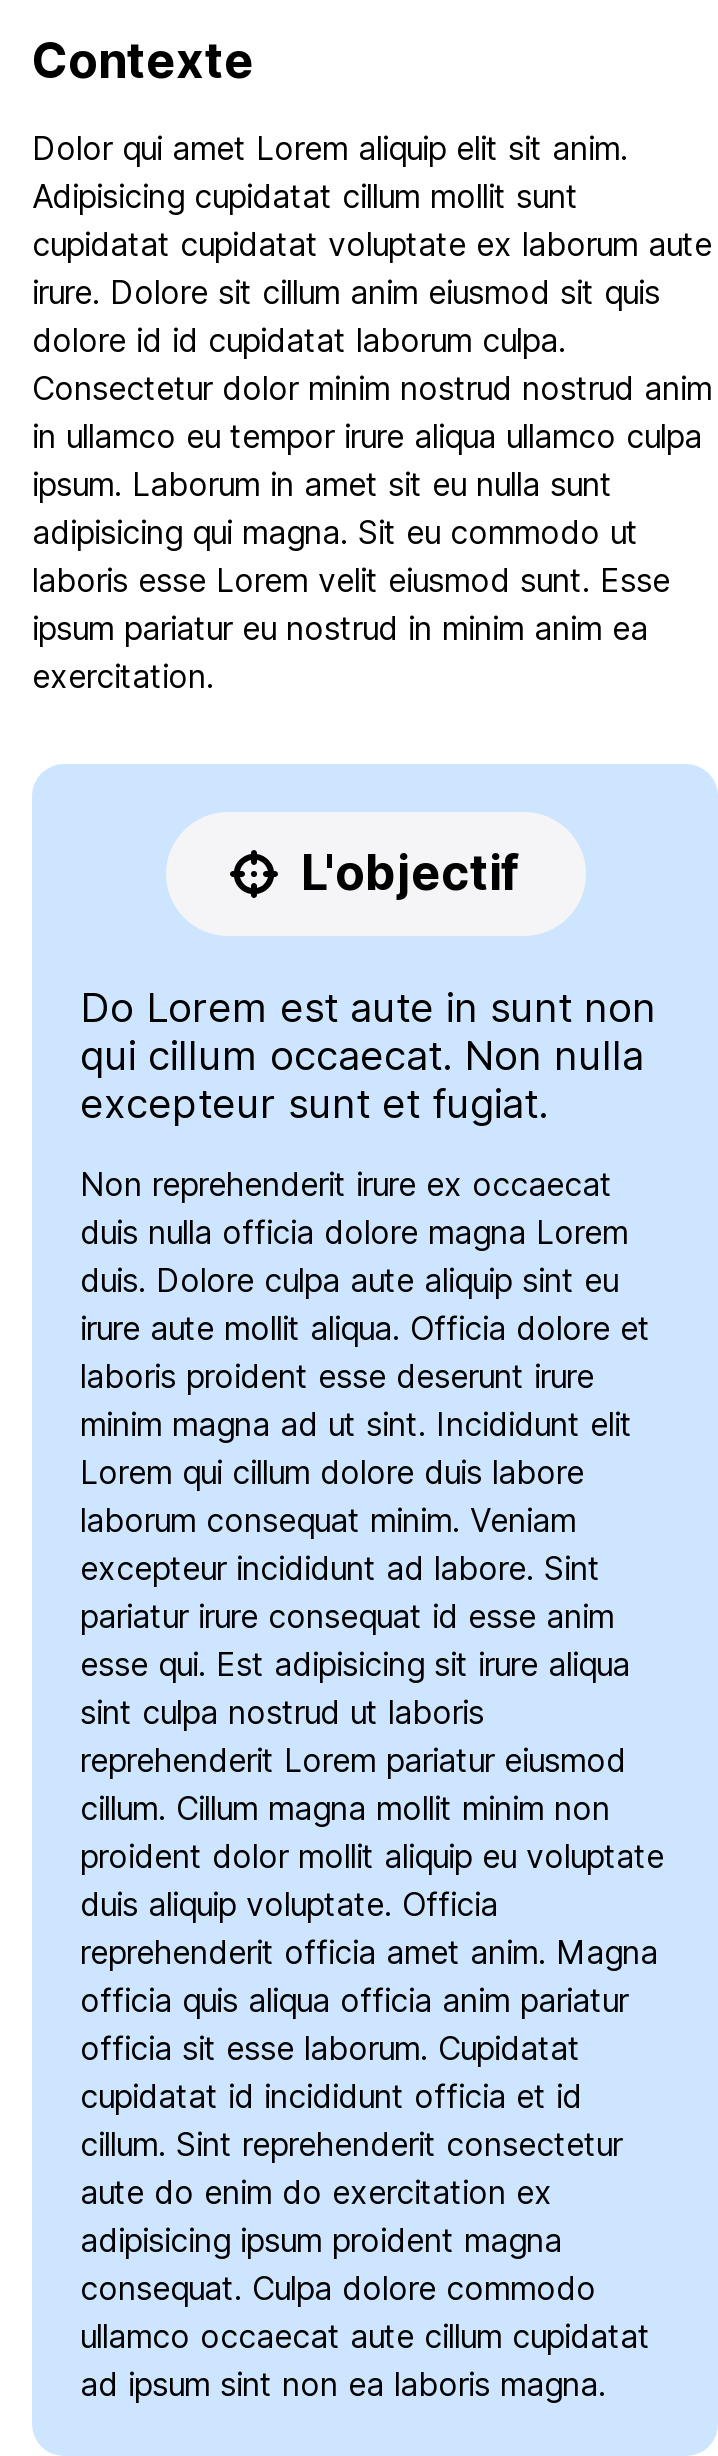 Contexte
Dolor qui amet Lorem aliquip elit sit anim.
Adipisicing cupidatat cillum mollit sunt
cupidatat cupidatat voluptate ex laborum aute
irure. Dolore sit cillum anim eiusmod sit quis
dolore id id cupidatat laborum culpa.
Consectetur dolor minim nostrud nostrud anim
in ullamco eu tempor irure aliqua ullamco culpa
ipsum. Laborum in amet sit eu nulla sunt
adipisicing qui magna. Sit eu commodo ut
laboris esse Lorem velit eiusmod sunt. Esse
ipsum pariatur eu nostrud in minim anim ea
exercitation.
L'objectif
Do Lorem est aute in sunt non
qui cillum occaecat. Non nulla
excepteur sunt et fugiat.
Non reprehenderit irure ex occaecat
duis nulla officia dolore magna Lorem
duis. Dolore culpa aute aliquip sint eu
irure aute mollit aliqua. Officia dolore et
laboris proident esse deserunt irure
minim magna ad ut sint. Incididunt elit
Lorem qui cillum dolore duis labore
laborum consequat minim. Veniam
excepteur incididunt ad labore. Sint
pariatur irure consequat id esse anim
esse qui. Est adipisicing sit irure aliqua
sint culpa nostrud ut laboris
reprehenderit Lorem pariatur eiusmod
cillum. Cillum magna mollit minim non
proident dolor mollit aliquip eu voluptate
duis aliquip voluptate. Officia
reprehenderit officia amet anim. Magna
officia quis aliqua officia anim pariatur
officia sit esse laborum. Cupidatat
cupidatat id incididunt officia et id
cillum. Sint reprehenderit consectetur
aute do enim do exercitation ex
adipisicing ipsum proident magna
consequat. Culpa dolore commodo
ullamco occaecat aute cillum cupidatat
ad ipsum sint non ea laboris magna.